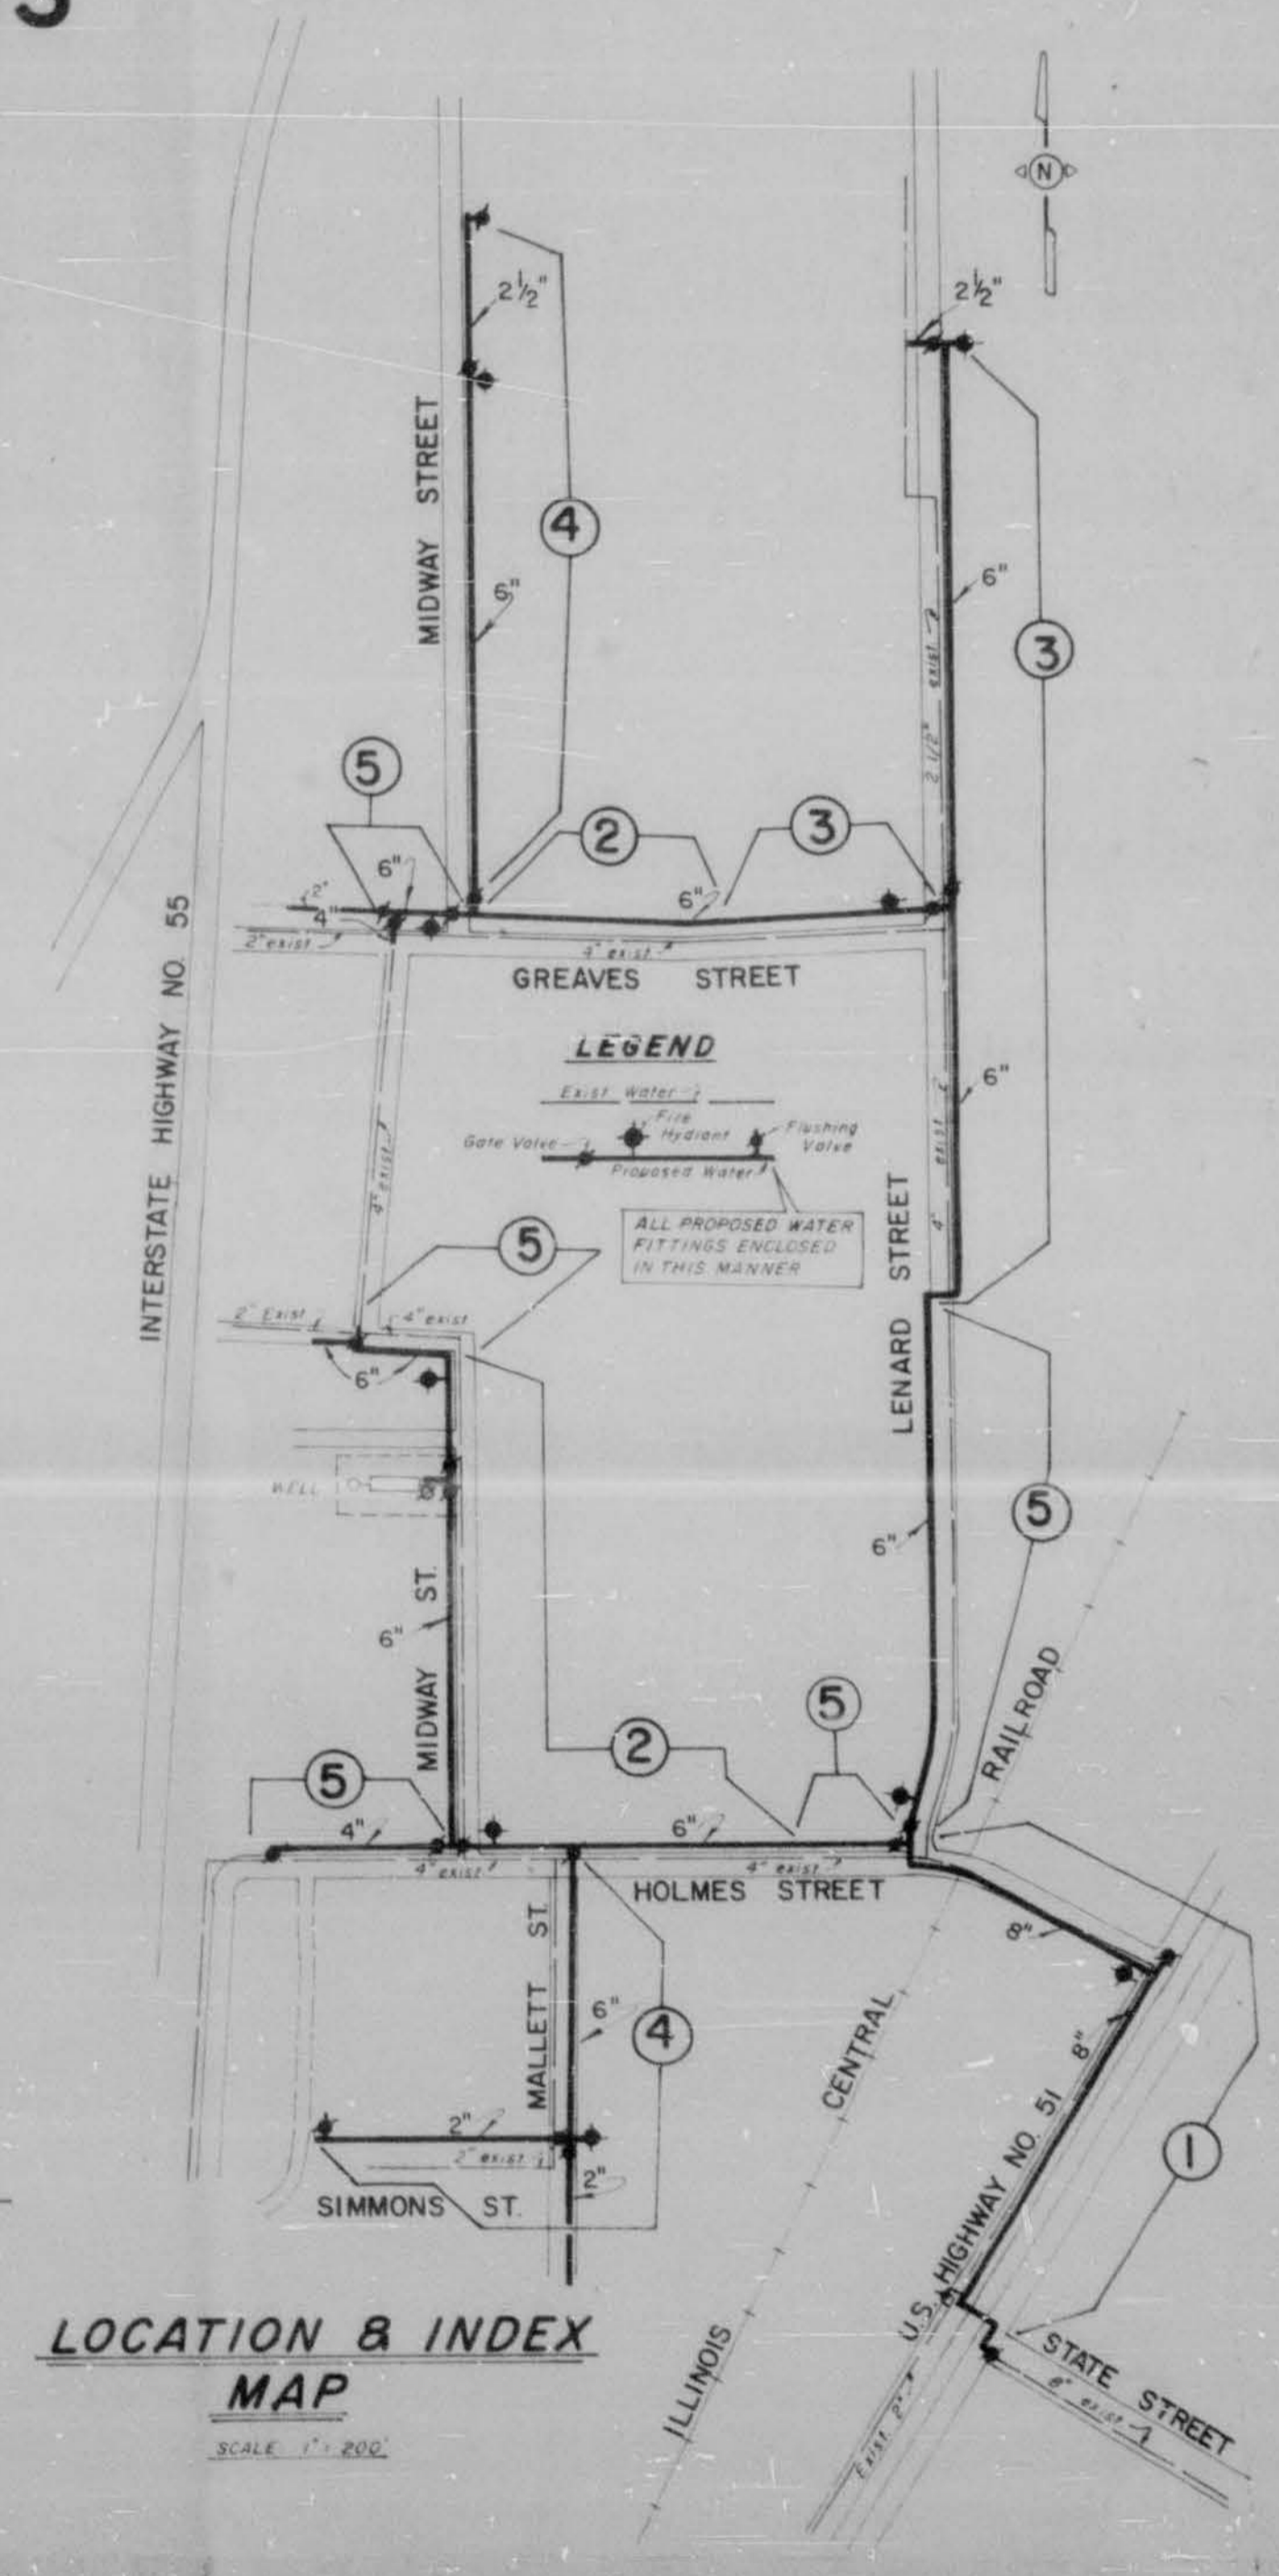 5
N
2½"
2½"
MIDWAY STREET
4
6"
6"
3
2 1/2" exist.
5
2
3
6"
6"
2"
4"
2" exist
4" exist
GREAVES STREET
INTERSTATE HIGHWAY NO. 55
LEGEND
Exist Water
Fire
Hydrant
Gate Valve
Flushing
Valve
Proposed Water
ALL PROPOSED WATER
FITTINGS ENCLOSED
IN THIS MANNER
4" exist
6"
4" exist
LENARD STREET
5
2" Exist
4" exist
6"
WELL
5
6"
MIDWAY ST.
6"
RAILROAD
5
2
5
4"
6"
4" exist
4" exist
HOLMES STREET
8"
MALLETT ST.
6"
4
CENTRAL
8"
2"
2" exist
2"
SIMMONS ST.
1
U.S. HIGHWAY NO. 51
LOCATION & INDEX
MAP
SCALE 1" = 200'
ILLINOIS
STATE STREET
exist
Exist. 2"